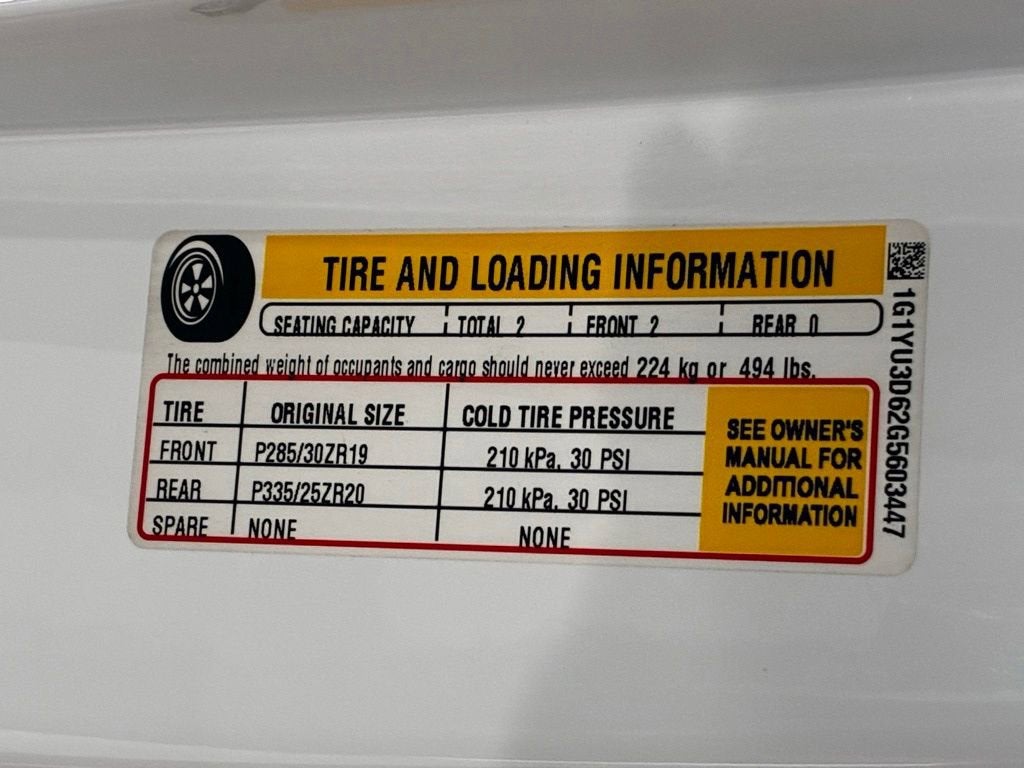 TIRE AND LOADING INFORMATION
SEATING CAPACITY TOTAL 2 FRONT 2 REAR 0
The combined weight of occupants and cargo should never exceed 224 kg or 494 lbs.
TIRE ORIGINAL SIZE COLD TIRE PRESSURE
FRONT P285/30ZR19 210 kPa, 30 PSI
REAR P335/25ZR20 210 kPa, 30 PSI
SPARE NONE NONE
SEE OWNER'S
MANUAL FOR
ADDITIONAL
INFORMATION
1G1YU3D62G5603447